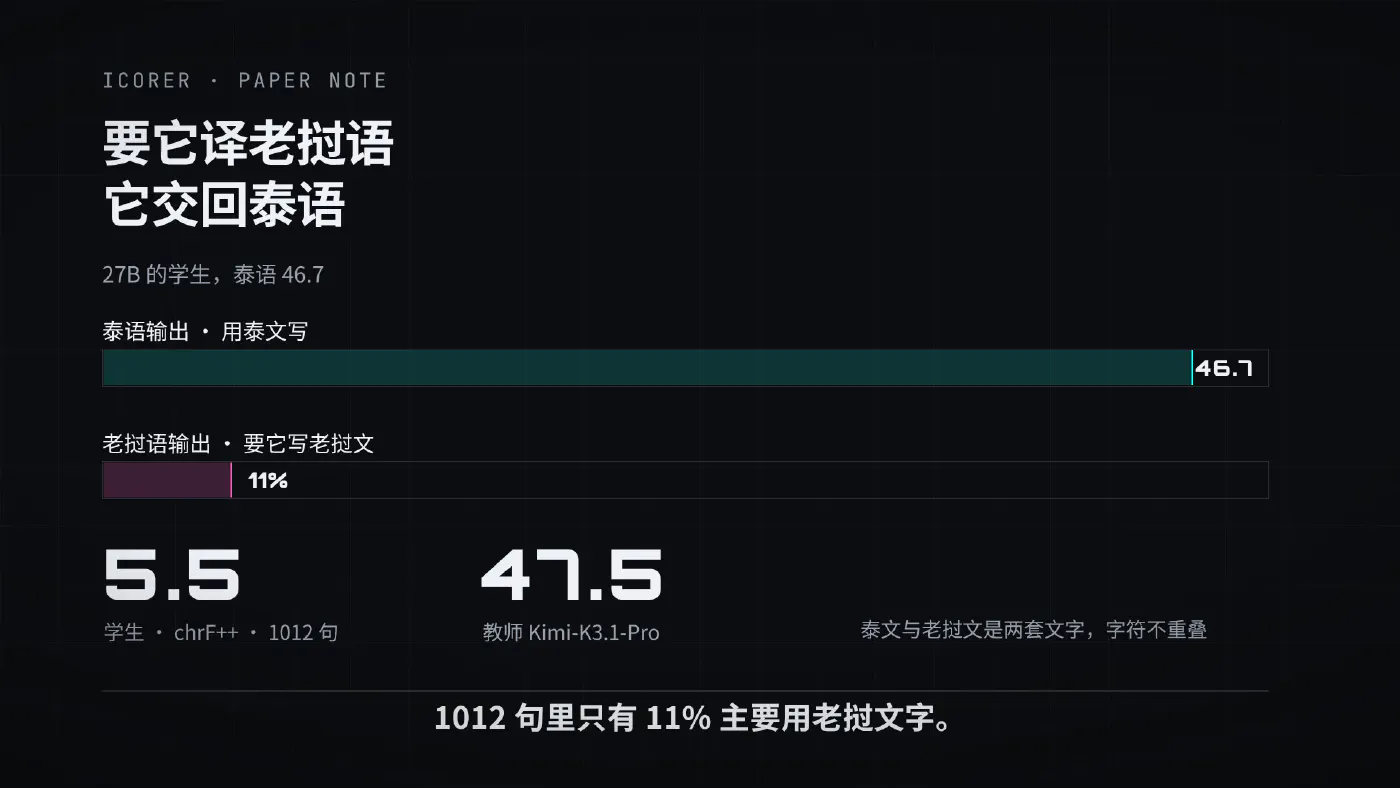 ICORER · PAPER NOTE
要它译老挝语
它交回泰语
27B 的学生，泰语 46.7
泰语输出 · 用泰文写
46.7
老挝语输出 · 要它写老挝文
11%
5.5
47.5
学生 · chrF++ · 1012 句
教师 Kimi-K3.1-Pro
泰文与老挝文是两套文字，字符不重叠
1012 句里只有 11% 主要用老挝文字。